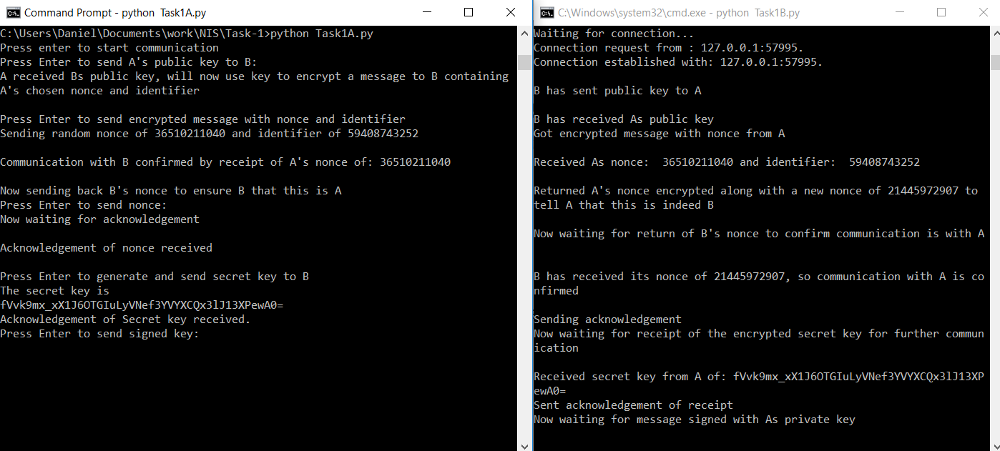 Command Prompt - python  Task1A.py
C:\Users\Daniel\Documents\work\NIS\Task-1>python Task1A.py
Press enter to start communication
Press Enter to send A's public key to B:
A received Bs public key, will now use key to encrypt a message to B containing
A's chosen nonce and identifier
Press Enter to send encrypted message with nonce and identifier
Sending random nonce of 36510211040 and identifier of 59408743252
Communication with B confirmed by receipt of A's nonce of: 36510211040
Now sending back B's nonce to ensure B that this is A
Press Enter to send nonce:
Now waiting for acknowledgement
Acknowledgement of nonce received
Press Enter to generate and send secret key to B
The secret key is
fVvk9mx_xX1J6OTGIuLyVNef3YVYXCQx3lJ13XPewA0=
Acknowledgement of Secret key received.
Press Enter to send signed key:
C:\Windows\system32\cmd.exe - python  Task1B.py
Waiting for connection...
Connection request from : 127.0.0.1:57995.
Connection established with: 127.0.0.1:57995.
B has sent public key to A
B has received As public key
Got encrypted message with nonce from A
Received As nonce:  36510211040 and identifier:  59408743252
Returned A's nonce encrypted along with a new nonce of 21445972907 to
tell A that this is indeed B
Now waiting for return of B's nonce to confirm communication is with A
B has received its nonce of 21445972907, so communication with A is co
nfirmed
Sending acknowledgement
Now waiting for receipt of the encrypted secret key for further commun
ication
Received secret key from A of: fVvk9mx_xX1J6OTGIuLyVNef3YVYXCQx3lJ13XP
ewA0=
Sent acknowledgement of receipt
Now waiting for message signed with As private key